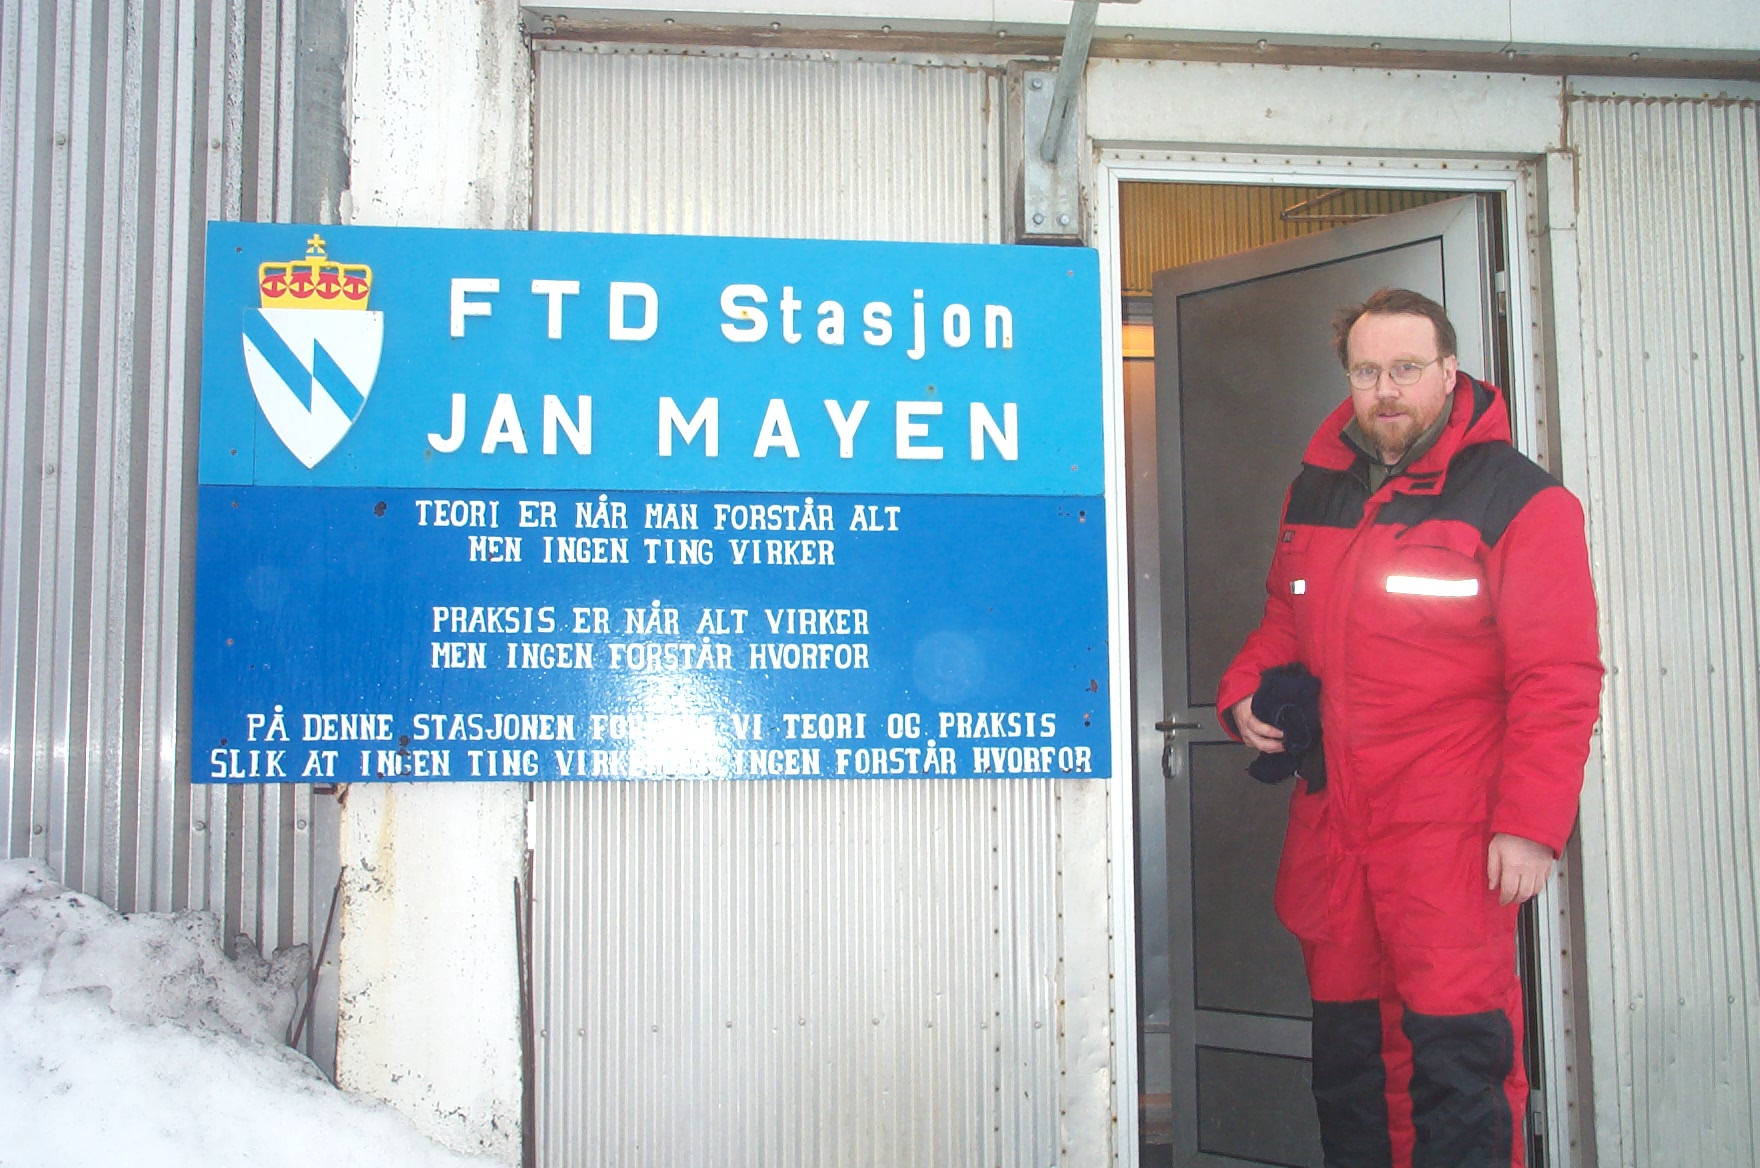 FTD Stasjon
JAN MAYEN
TEORI ER NÅR MAN FORSTÅR ALT
MEN INGEN TING VIRKER
PRAKSIS ER NÅR ALT VIRKER
MEN INGEN FORSTÅR HVORFOR
PÅ DENNE STASJONEN VI TEORI OG PRAKSIS
SLIK AT INGEN TING INGEN FORSTÅR HVORFOR